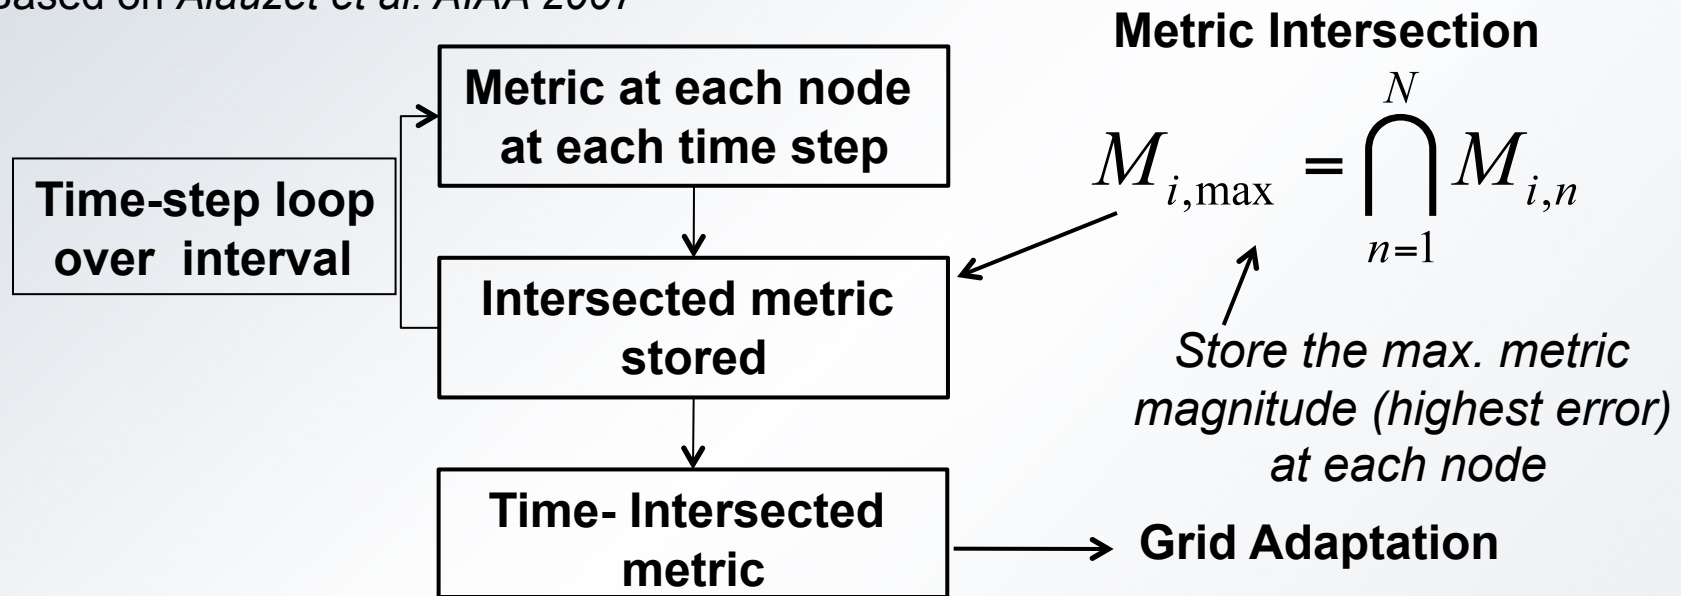 Based on Alauzet et al. AIAA 2007
Metric Intersection
Metric at each node
at each time step
Time-step loop
over interval
M_{i,max} = ⋂_{n=1}^{N} M_{i,n}
Intersected metric
stored
Store the max. metric
magnitude (highest error)
at each node
Time- Intersected
metric
Grid Adaptation